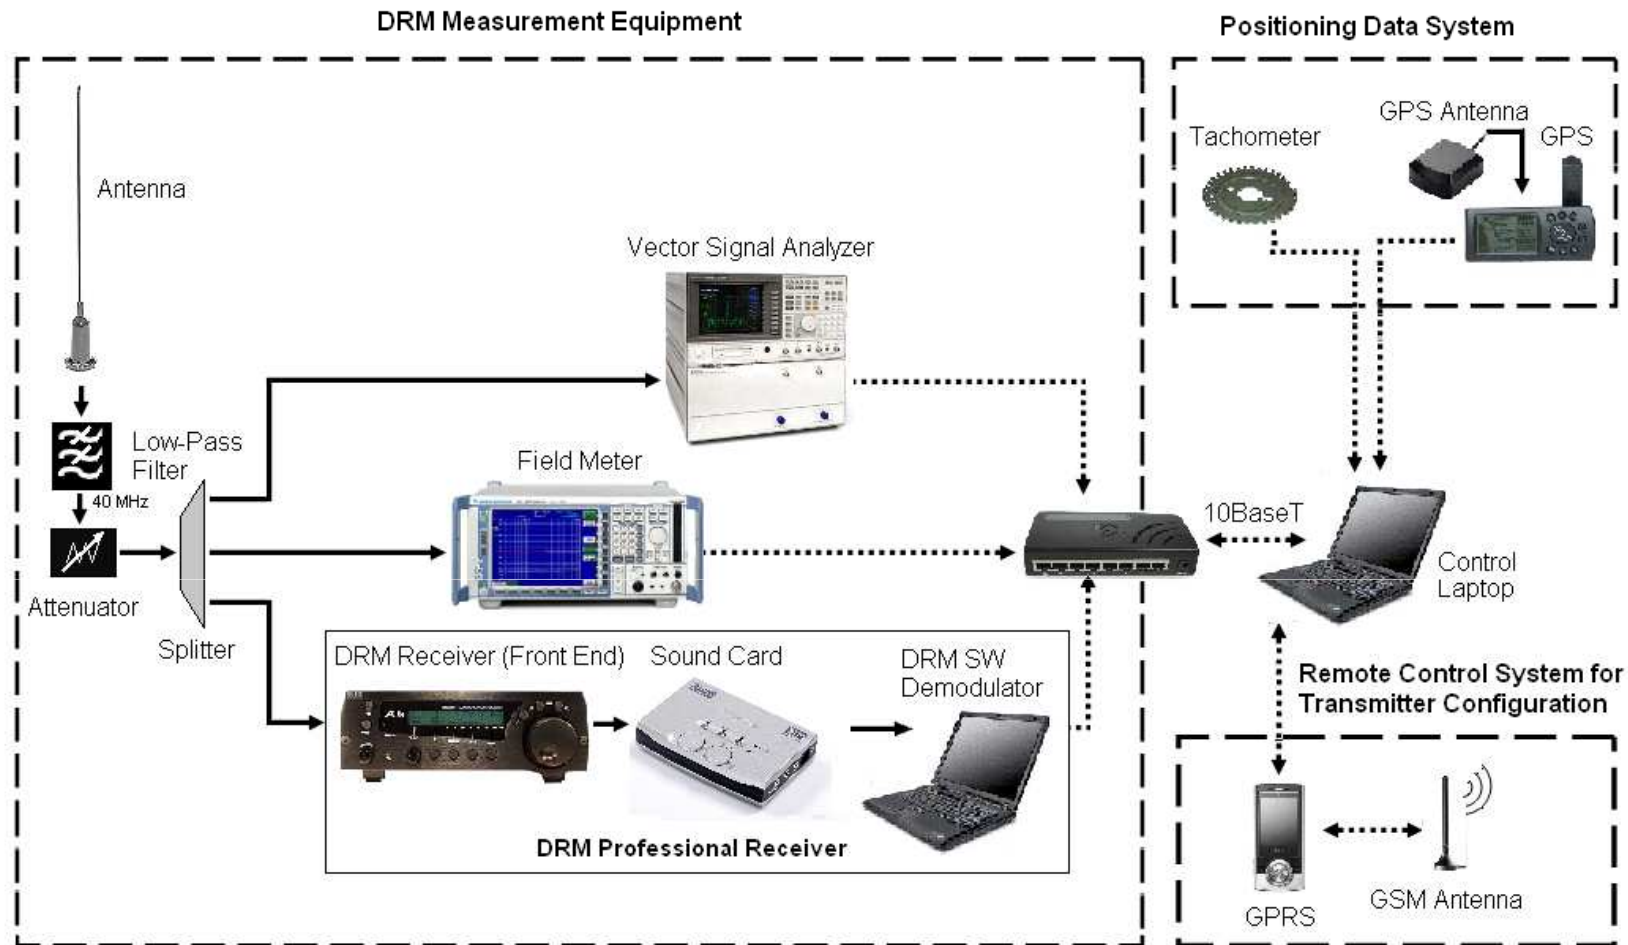 DRM Measurement Equipment
Positioning Data System
Antenna
Tachometer
GPS Antenna
GPS
Vector Signal Analyzer
Low-Pass
Filter
40 MHz
Field Meter
Attenuator
Splitter
10BaseT
Control
Laptop
DRM Receiver (Front End)
Sound Card
DRM SW
Demodulator
DRM Professional Receiver
Remote Control System for
Transmitter Configuration
GPRS
GSM Antenna